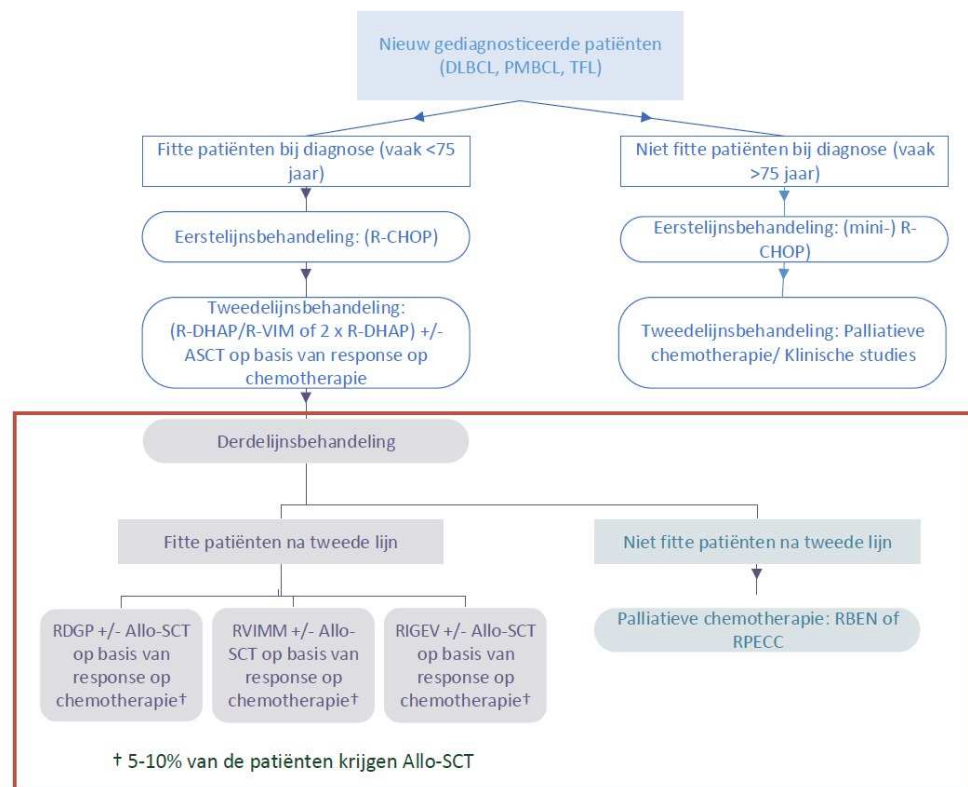 Nieuw gediagnosticeerde patiënten
(DLBCL, PMBCL, TFL)
Fitte patiënten bij diagnose (vaak <75
jaar)
Niet fitte patiënten bij diagnose (vaak
>75 jaar)
Eerstelijnsbehandeling: (R-CHOP)
Eerstelijnsbehandeling: (mini-) R-
CHOP)
Tweedelijnsbehandeling:
(R-DHAP/R-VIM of 2 x R-DHAP) +/-
ASCT op basis van response op
chemotherapie
Tweedelijnsbehandeling: Palliatieve
chemotherapie/ Klinische studies
Derdelijnsbehandeling
Fitte patiënten na tweede lijn
Niet fitte patiënten na tweede lijn
RDGP +/- Allo-SCT
op basis van
response op
chemotherapie†
RVIMM +/- Allo-
SCT op basis van
response op
chemotherapie†
RIGEV +/- Allo-SCT
op basis van
response op
chemotherapie†
Palliatieve chemotherapie: RBEN of
RPECC
† 5-10% van de patiënten krijgen Allo-SCT